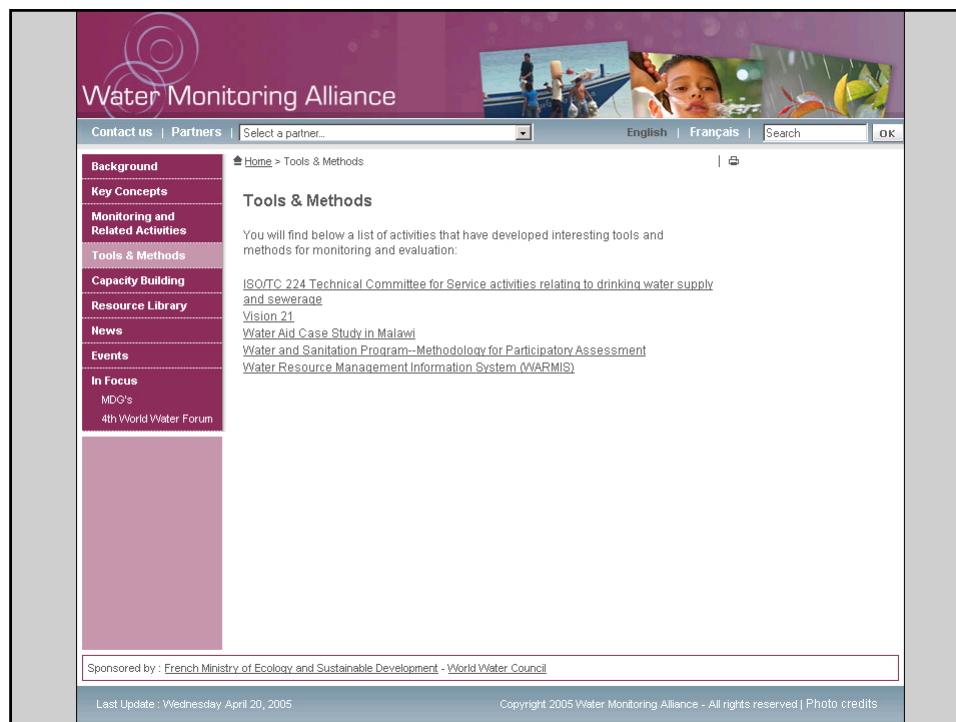 Water Monitoring Alliance
Contact us | Partners | Select a partner... English | Français | Search OK
Background
Key Concepts
Monitoring and
Related Activities
Tools & Methods
Capacity Building
Resource Library
News
Events
In Focus
MDG's
4th World Water Forum
Home > Tools & Methods |
Tools & Methods
You will find below a list of activities that have developed interesting tools and
methods for monitoring and evaluation:
ISO/TC 224 Technical Committee for Service activities relating to drinking water supply
and sewerage
Vision 21
Water Aid Case Study in Malawi
Water and Sanitation Program--Methodology for Participatory Assessment
Water Resource Management Information System (WARMIS)
Sponsored by : French Ministry of Ecology and Sustainable Development - World Water Council
Last Update : Wednesday April 20, 2005 Copyright 2005 Water Monitoring Alliance - All rights reserved | Photo credits